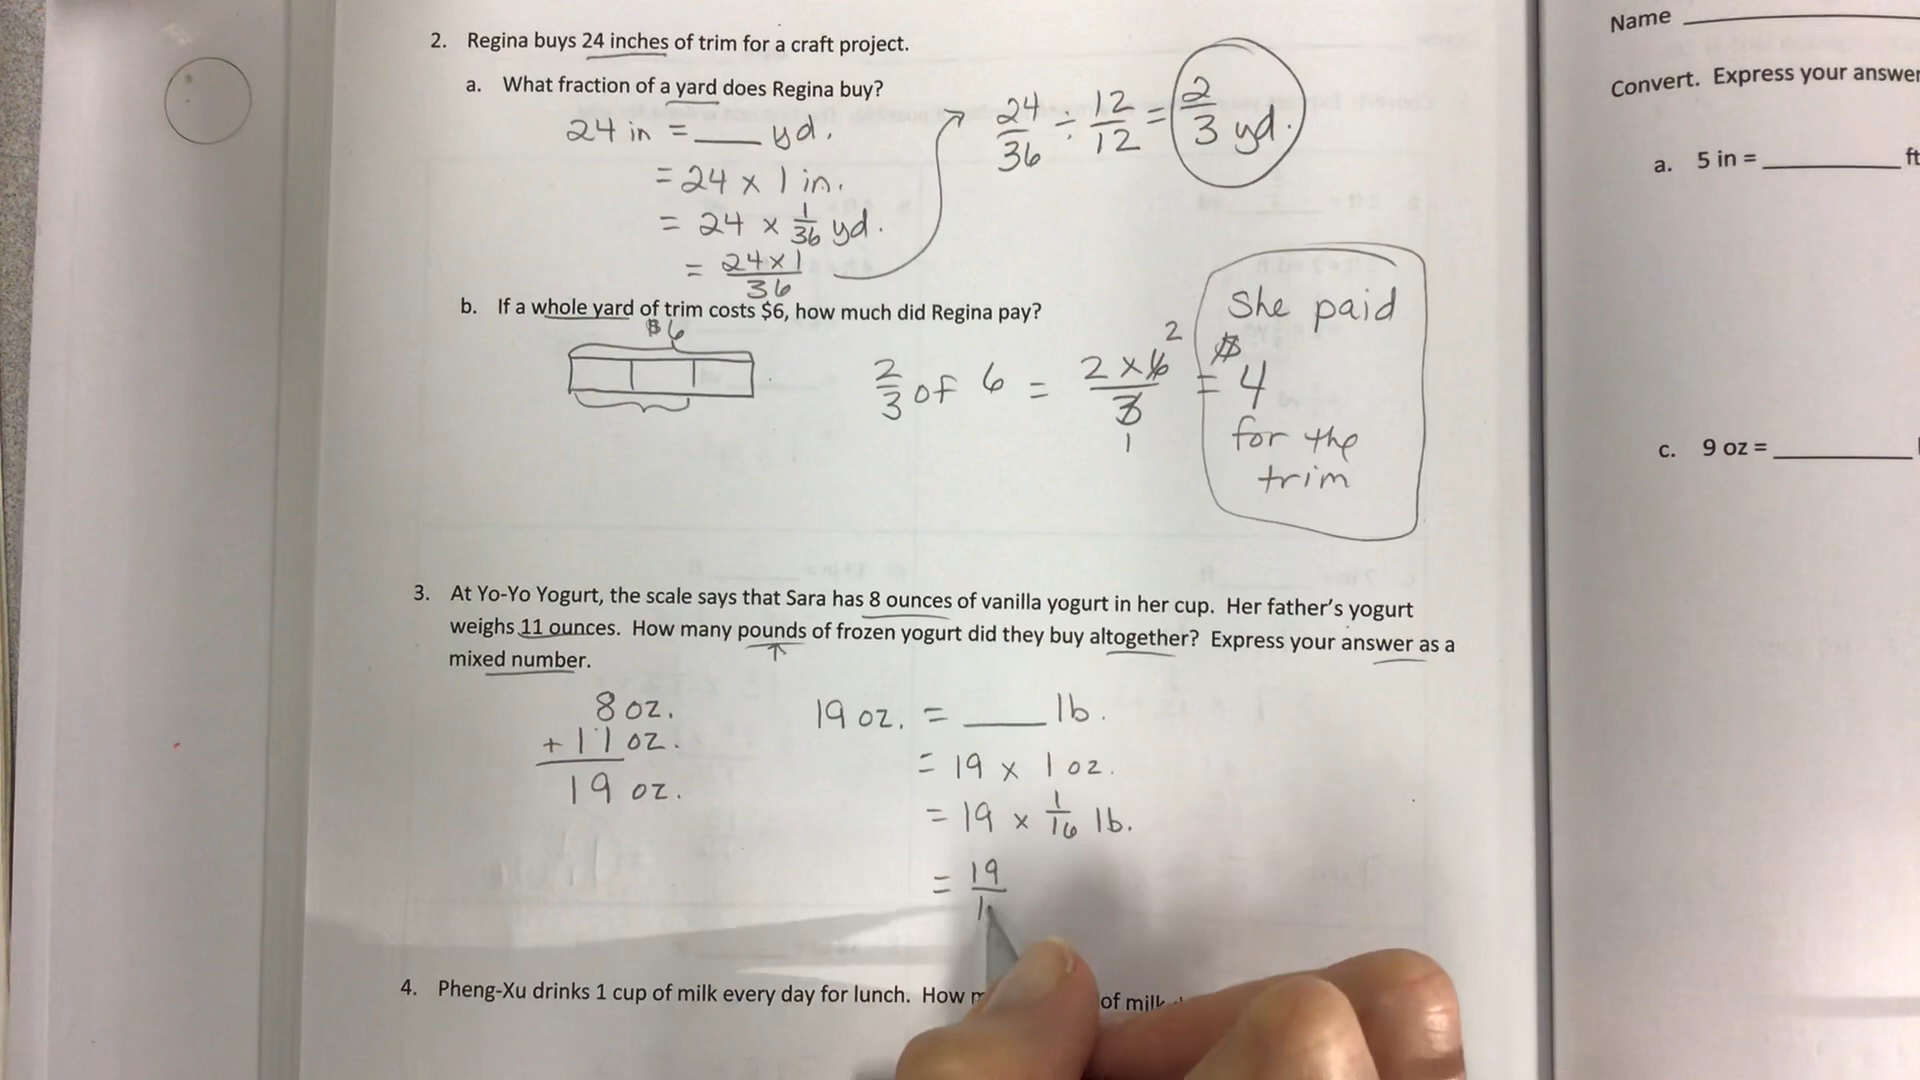 2. Regina buys 24 inches of trim for a craft project.
a. What fraction of a yard does Regina buy?
24 in = ___ yd.
= 24 x 1 in.
= 24 x 1/36 yd.
= 24x1/36
24/36 ÷ 12/12 = 2/3 yd.
b. If a whole yard of trim costs $6, how much did Regina pay?
$6
2/3 of 6 = 2 x 6/3 = $4
2
1
She paid
for the
trim
3. At Yo-Yo Yogurt, the scale says that Sara has 8 ounces of vanilla yogurt in her cup. Her father's yogurt
weighs 11 ounces. How many pounds of frozen yogurt did they buy altogether? Express your answer as a
mixed number.
8 oz.
+ 11 oz.
19 oz.
19 oz. = ___ lb.
= 19 x 1 oz.
= 19 x 1/16 lb.
= 19/1
4. Pheng-Xu drinks 1 cup of milk every day for lunch. How of milk
Name ___
Convert. Express your answer
a. 5 in = ___ ft
c. 9 oz = ___